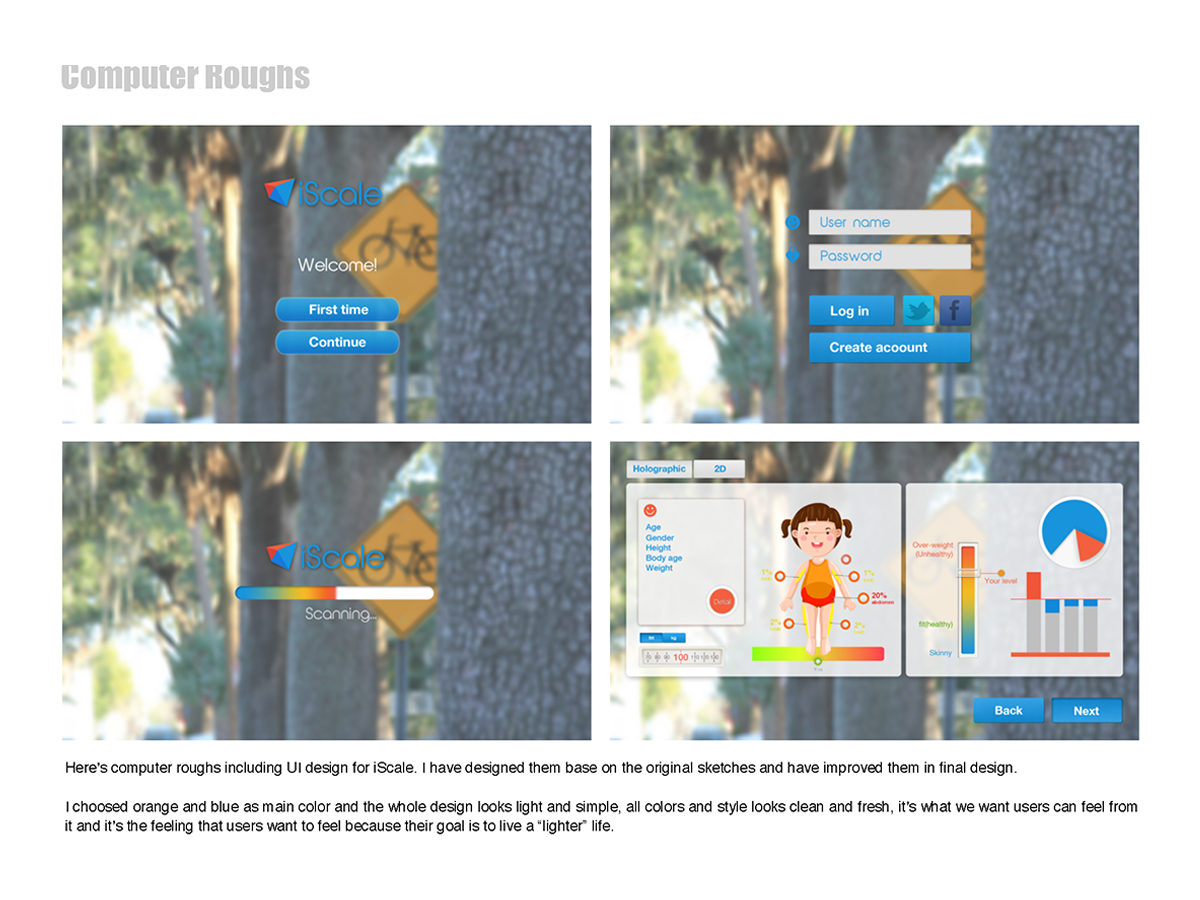 Computer Roughs
iScale
Welcome!
First time
Continue
User name
Password
Log in
Create acoount
iScale
Scanning...
Holographic
2D
Age
Gender
Height
Body age
Weight
Detail
kg
100
1%
1%
20%
abdomen
2%
2%
Over-weight
(Unhealthy)
Your level
fit(healthy)
Skinny
Back
Next
Here's computer roughs including UI design for iScale. I have designed them base on the original sketches and have improved them in final design.
I choosed orange and blue as main color and the whole design looks light and simple, all colors and style looks clean and fresh, it's what we want users can feel from
it and it's the feeling that users want to feel because their goal is to live a “lighter” life.